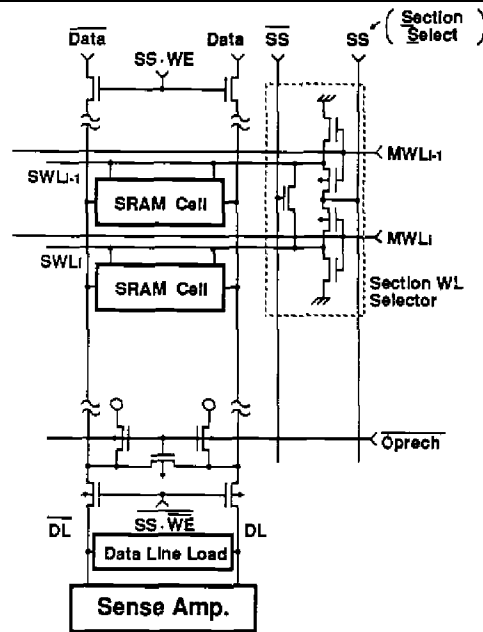 Data
SS·WE
Data
SS
SS
(Section Select)
MWLi-1
SWLi-1
SRAM Cell
MWLi
SWLi
SRAM Cell
Section WL
Selector
Oprech
DL
SS·WE
DL
Data Line Load
Sense Amp.